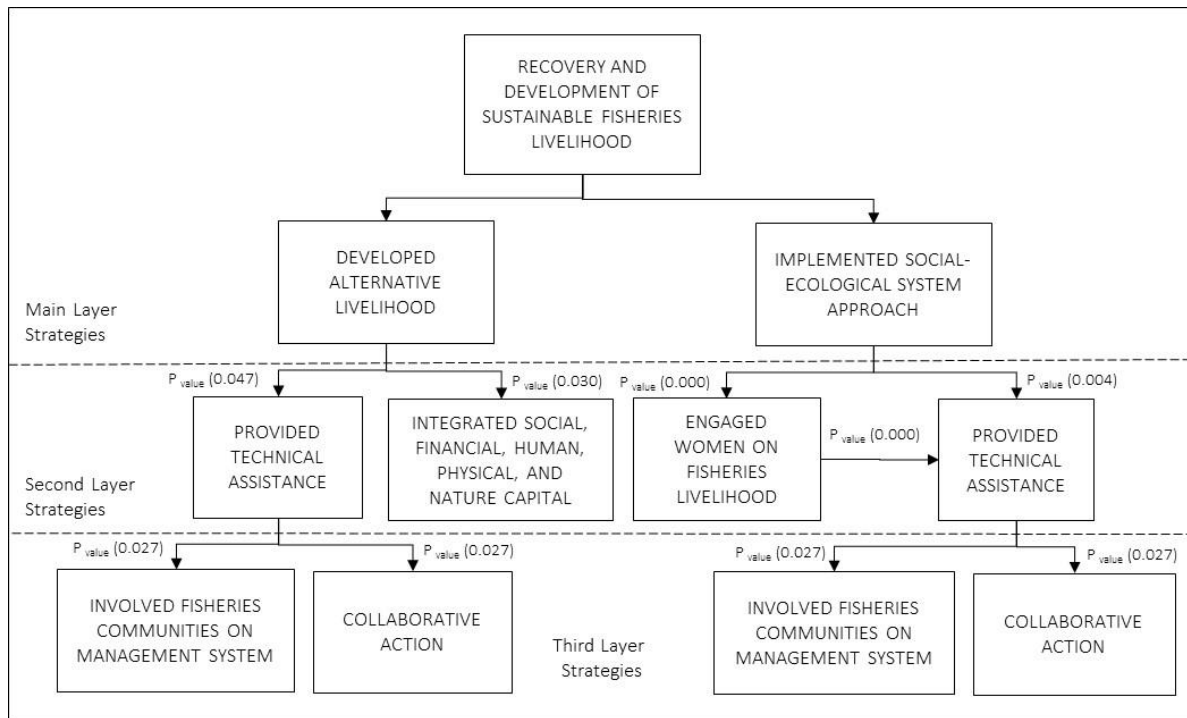 RECOVERY AND
DEVELOPMENT OF
SUSTAINABLE FISHERIES
LIVELIHOOD
DEVELOPED
ALTERNATIVE
LIVELIHOOD
IMPLEMENTED SOCIAL-
ECOLOGICAL SYSTEM
APPROACH
Main Layer
Strategies
P value (0.047)
P value (0.030)
P value (0.000)
P value (0.004)
PROVIDED
TECHNICAL
ASSISTANCE
INTEGRATED SOCIAL,
FINANCIAL, HUMAN,
PHYSICAL, AND
NATURE CAPITAL
ENGAGED
WOMEN ON
FISHERIES
LIVELIHOOD
P value (0.000)
PROVIDED
TECHNICAL
ASSISTANCE
Second Layer
Strategies
P value (0.027)
P value (0.027)
P value (0.027)
P value (0.027)
INVOLVED FISHERIES
COMMUNITIES ON
MANAGEMENT SYSTEM
COLLABORATIVE
ACTION
Third Layer
Strategies
INVOLVED FISHERIES
COMMUNITIES ON
MANAGEMENT SYSTEM
COLLABORATIVE
ACTION